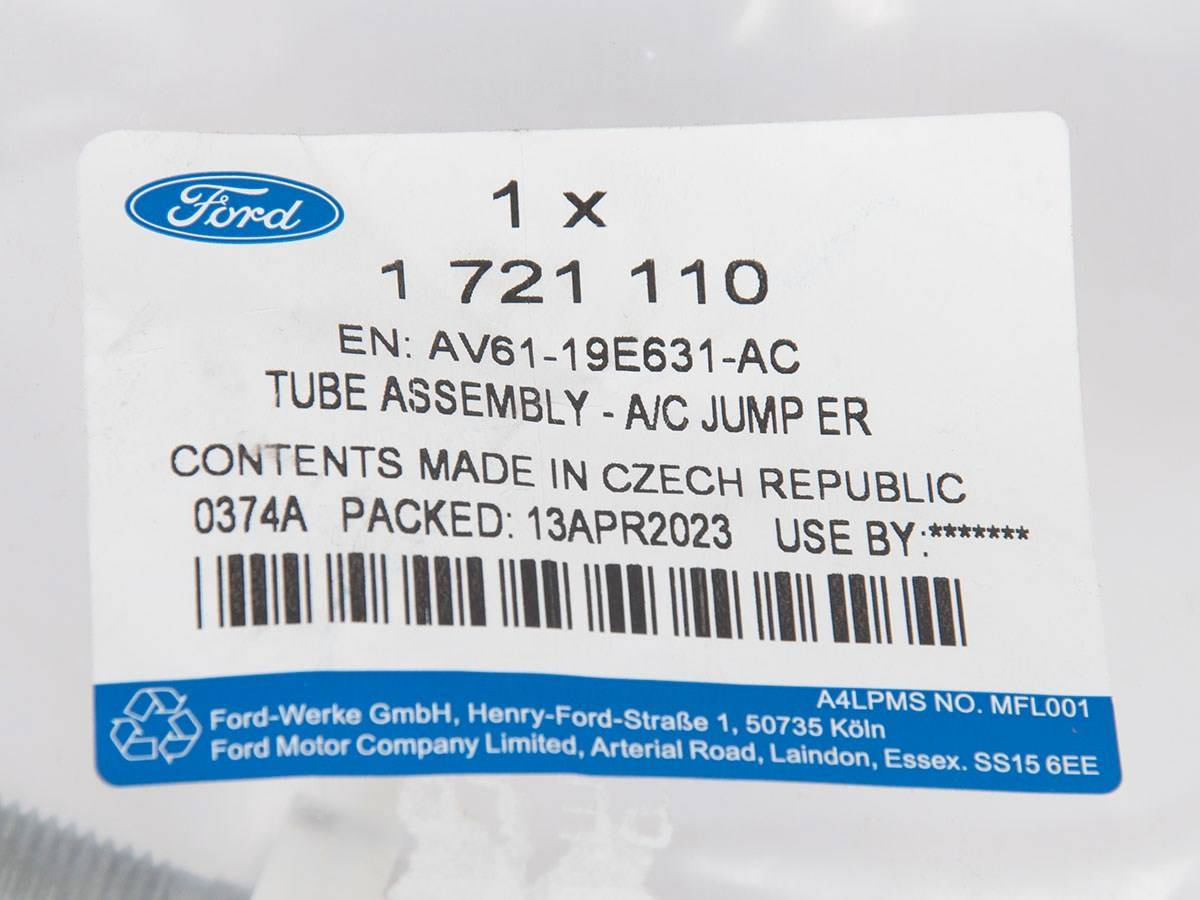 Ford
1 x
1 721 110
EN: AV61-19E631-AC
TUBE ASSEMBLY - A/C JUMP ER
CONTENTS MADE IN CZECH REPUBLIC
0374A PACKED: 13APR2023 USE BY:*******
A4LPMS NO. MFL001
Ford-Werke GmbH, Henry-Ford-Straße 1, 50735 Köln
Ford Motor Company Limited, Arterial Road, Laindon, Essex. SS15 6EE